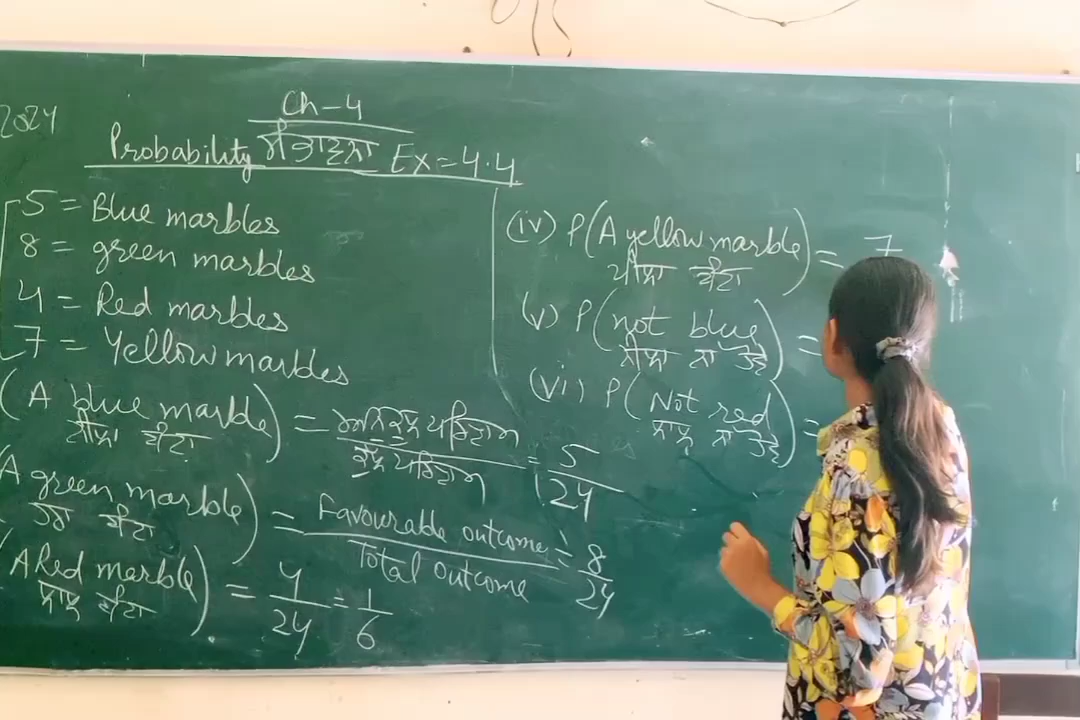 2024
Ch-4
Probability ਸੰਭਾਵਨਾ Ex=4.4
5 = Blue marbles
8 = green marbles
4 = Red marbles
7 = Yellow marbles
(A blue marble) = ਅਨੁਕੂਲ ਪਰਿਣਾਮ / ਕੁੱਲ ਪਰਿਣਾਮ = 5/24
ਨੀਲਾ ਬੰਟਾ
A green marble) = Favourable outcome / Total outcome = 8/24
ਹਰਾ ਬੰਟਾ
(A Red marble) = 4/24 = 1/6
ਲਾਲ ਬੰਟਾ
(iv) P(A yellow marble) = 7
ਪੀਲਾ ਬੰਟਾ
(v) P(not blue) =
ਨੀਲਾ ਨਾ ਹੋਵੇ
(vi) P(Not red) =
ਲਾਲ ਨਾ ਹੋਵੇ